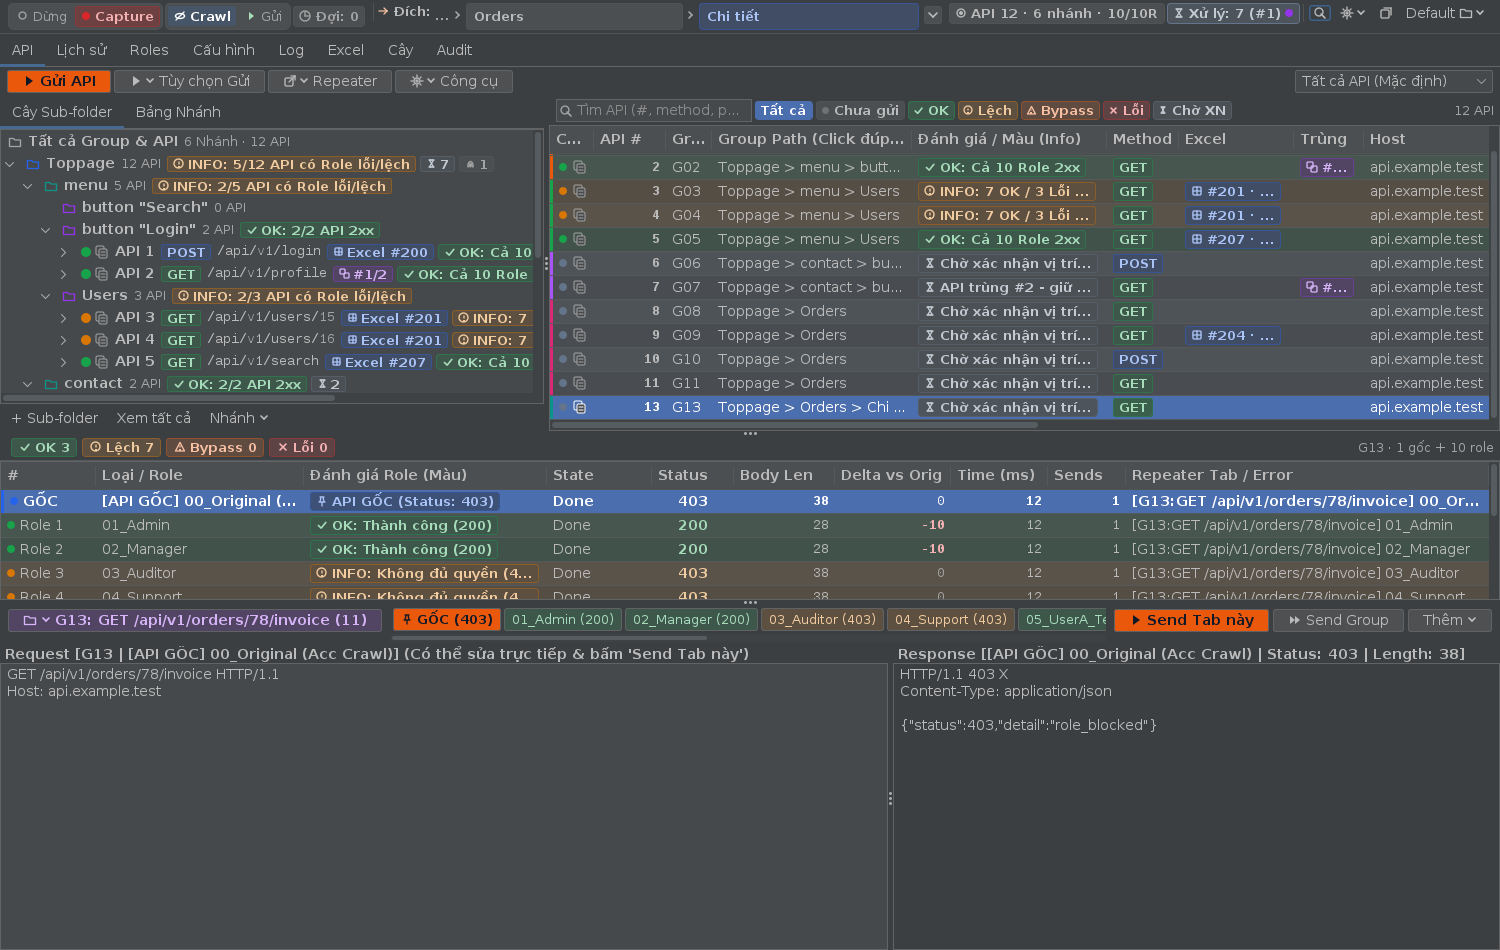 Dừng Capture Crawl Gửi Đợi: 0 Đích: ... Orders Chi tiết API 12 · 6 nhánh · 10/10R Xử lý: 7 (#1) Default
API Lịch sử Roles Cấu hình Log Excel Cây Audit
Gửi API Tùy chọn Gửi Repeater Công cụ Tất cả API (Mặc định)
Cây Sub-folder Bảng Nhánh
Tất cả Group & API 6 Nhánh · 12 API
Toppage 12 API INFO: 5/12 API có Role lỗi/lệch 7 1
menu 5 API INFO: 2/5 API có Role lỗi/lệch
button "Search" 0 API
button "Login" 2 API OK: 2/2 API 2xx
API 1 POST /api/v1/login Excel #200 OK: Cả 10
API 2 GET /api/v1/profile #1/2 OK: Cả 10 Role
Users 3 API INFO: 2/3 API có Role lỗi/lệch
API 3 GET /api/v1/users/15 Excel #201 INFO: 7
API 4 GET /api/v1/users/16 Excel #201 INFO: 7
API 5 GET /api/v1/search Excel #207 OK: Cả 10
contact 2 API OK: 2/2 API 2xx 2
+ Sub-folder Xem tất cả Nhánh
Tìm API (#, method, p... Tất cả Chưa gửi OK Lệch Bypass Lỗi Chờ XN 12 API
C... API # Gr... Group Path (Click đúp... Đánh giá / Màu (Info) Method Excel Trùng Host
2 G02 Toppage > menu > butt... OK: Cả 10 Role 2xx GET #... api.example.test
3 G03 Toppage > menu > Users INFO: 7 OK / 3 Lỗi ... GET #201 · ... api.example.test
4 G04 Toppage > menu > Users INFO: 7 OK / 3 Lỗi ... GET #201 · ... api.example.test
5 G05 Toppage > menu > Users OK: Cả 10 Role 2xx GET #207 · ... api.example.test
6 G06 Toppage > contact > bu... Chờ xác nhận vị trí... POST api.example.test
7 G07 Toppage > contact > bu... API trùng #2 - giữ ... GET #... api.example.test
8 G08 Toppage > Orders Chờ xác nhận vị trí... GET api.example.test
9 G09 Toppage > Orders Chờ xác nhận vị trí... GET #204 · ... api.example.test
10 G10 Toppage > Orders Chờ xác nhận vị trí... POST api.example.test
11 G11 Toppage > Orders Chờ xác nhận vị trí... GET api.example.test
13 G13 Toppage > Orders > Chi ... Chờ xác nhận vị trí... GET api.example.test
OK 3 Lệch 7 Bypass 0 Lỗi 0 G13 · 1 gốc + 10 role
# Loại / Role Đánh giá Role (Màu) State Status Body Len Delta vs Orig Time (ms) Sends Repeater Tab / Error
GỐC [API GỐC] 00_Original (... API GỐC (Status: 403) Done 403 38 0 12 1 [G13:GET /api/v1/orders/78/invoice] 00_Or...
Role 1 01_Admin OK: Thành công (200) Done 200 28 -10 12 1 [G13:GET /api/v1/orders/78/invoice] 01_Admin
Role 2 02_Manager OK: Thành công (200) Done 200 28 -10 12 1 [G13:GET /api/v1/orders/78/invoice] 02_Manager
Role 3 03_Auditor INFO: Không đủ quyền (4... Done 403 38 0 12 1 [G13:GET /api/v1/orders/78/invoice] 03_Auditor
Role 4 04_Support INFO: Không đủ quyền (4... Done 403 38 0 12 1 [G13:GET /api/v1/orders/78/invoice] 04_Support
G13: GET /api/v1/orders/78/invoice (11) GỐC (403) 01_Admin (200) 02_Manager (200) 03_Auditor (403) 04_Support (403) 05_UserA_Te Send Tab này Send Group Thêm
Request [G13 | [API GỐC] 00_Original (Acc Crawl)] (Có thể sửa trực tiếp & bấm 'Send Tab này')
GET /api/v1/orders/78/invoice HTTP/1.1
Host: api.example.test
Response [[API GỐC] 00_Original (Acc Crawl) | Status: 403 | Length: 38]
HTTP/1.1 403 X
Content-Type: application/json
{"status":403,"detail":"role_blocked"}